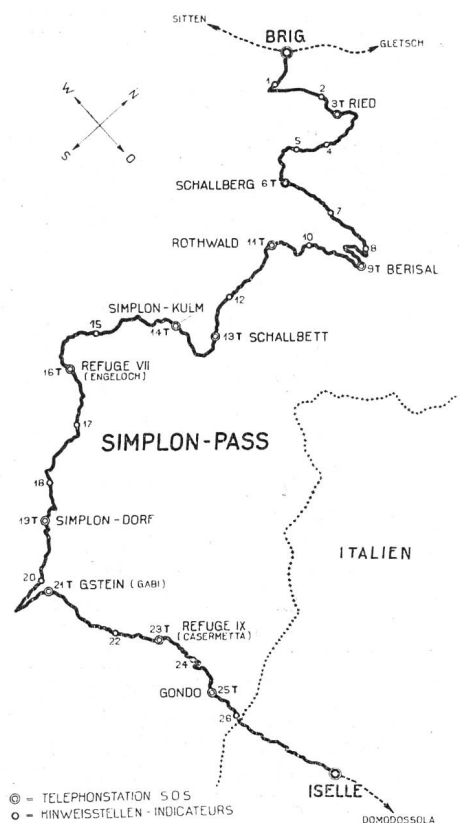 SITTEN
BRIG
GLETSCH
W
N
S
O
1
2
3T RIED
4
5
SCHALLBERG 6T
7
8
ROTHWALD 11T
10
9T BERISAL
12
SIMPLON-KULM
14T
13T SCHALLBETT
15
16T REFUGE VII
(ENGELOCH)
17
SIMPLON-PASS
18
19T SIMPLON-DORF
ITALIEN
20
21T GSTEIN (GABI)
22
23T REFUGE IX
(CASERMETTA)
24
GONDO 25T
26
ISELLE
DOMODOSSOLA
◎ = TELEPHONSTATION SOS
o = HINWEISSTELLEN-INDICATEURS